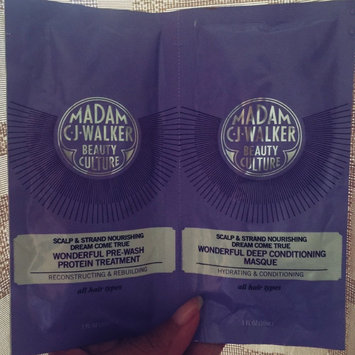 MADAM
C·J·WALKER
BEAUTY
CULTURE
SCALP & STRAND NOURISHING
DREAM COME TRUE
WONDERFUL PRE-WASH
PROTEIN TREATMENT
RECONSTRUCTING & REBUILDING
all hair types
MADAM
C·J·WALKER
BEAUTY
CULTURE
SCALP & STRAND NOURISHING
DREAM COME TRUE
WONDERFUL DEEP CONDITIONING
MASQUE
HYDRATING & CONDITIONING
all hair types